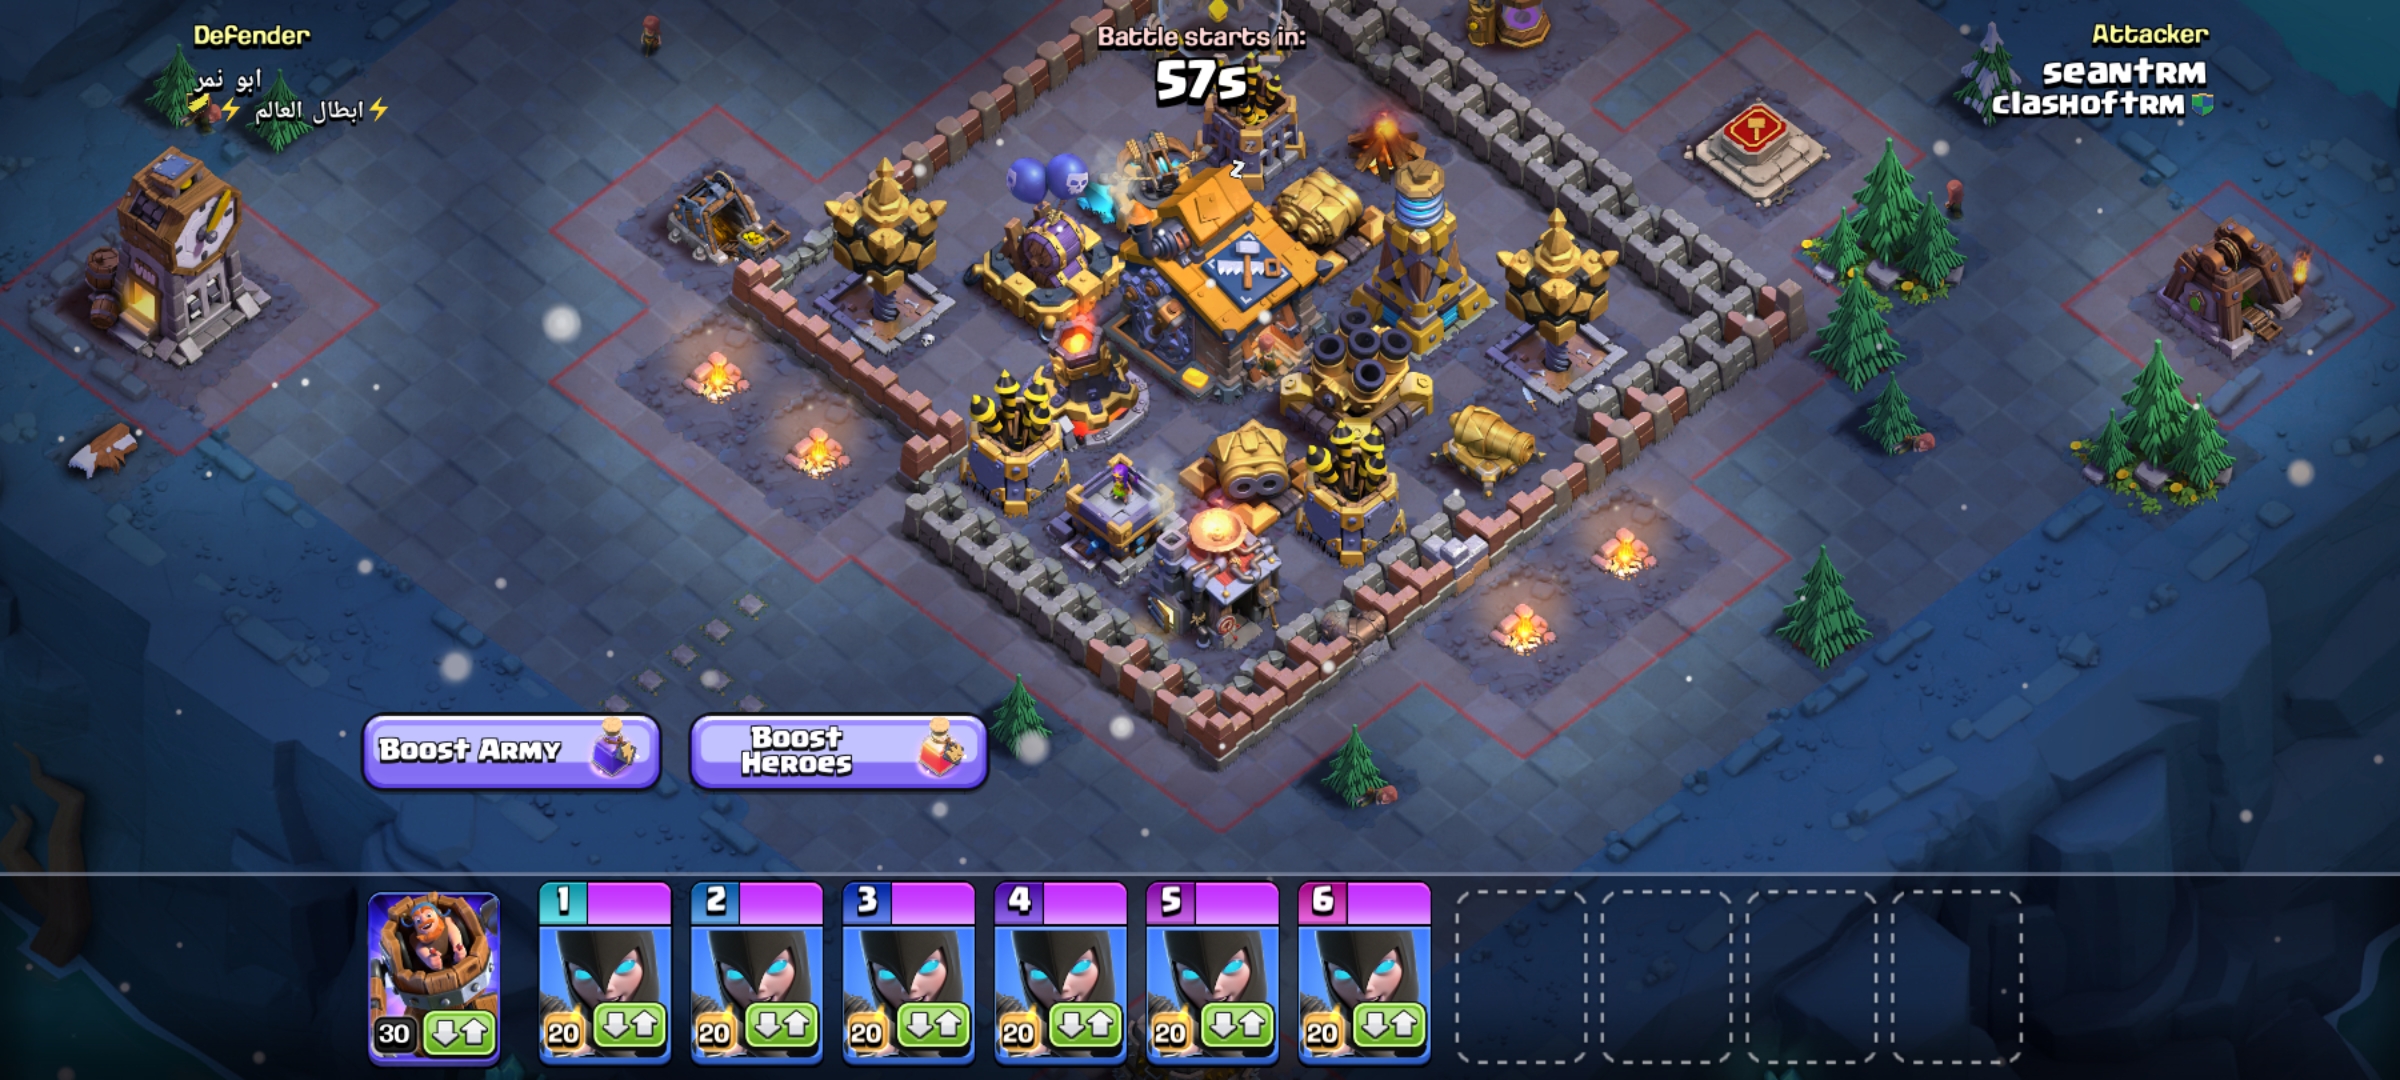 Defender
ابو نمر
⚡ابطال العالم⚡
Battle starts in:
57s
Attacker
seantRM
clashoftRM
VIII
z
z
Boost Army
Boost
Heroes
30
1
20
2
20
3
20
4
20
5
20
6
20